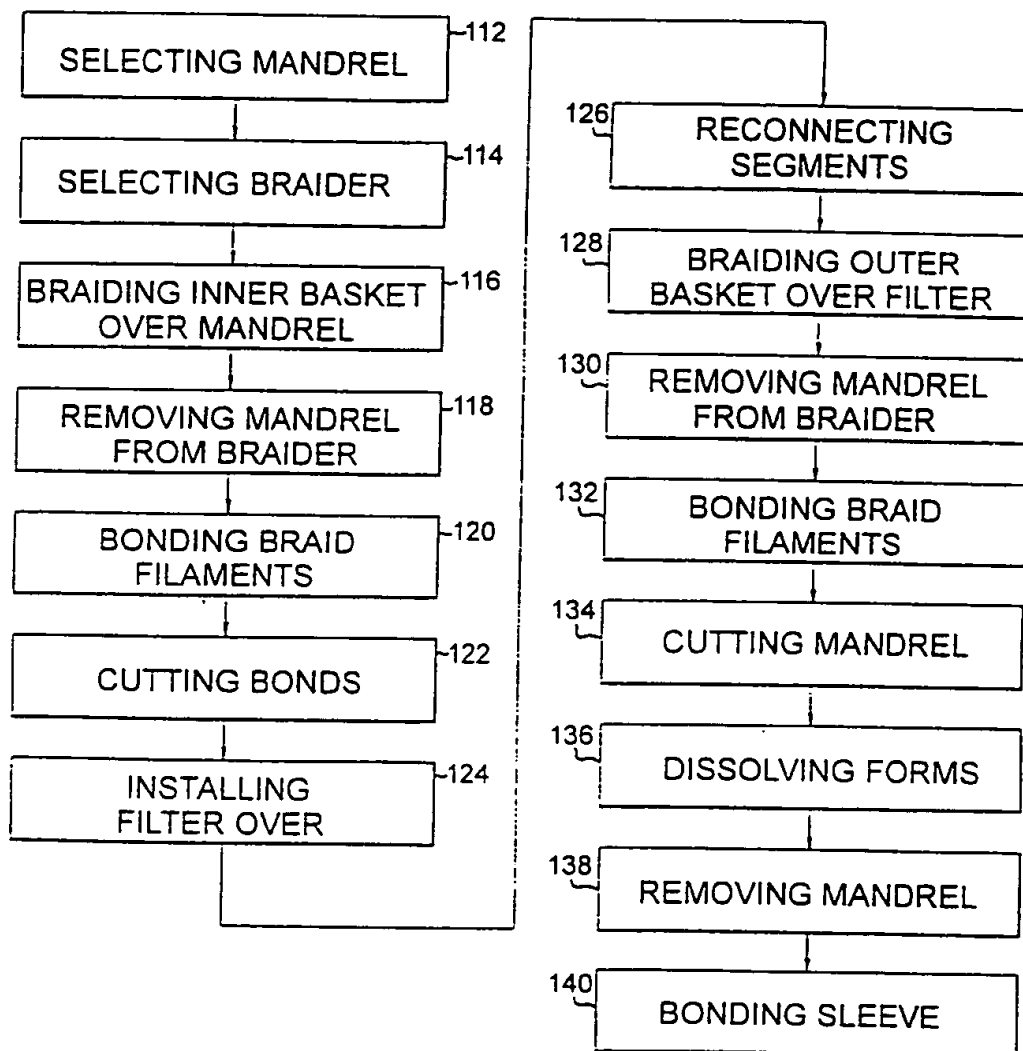 112
SELECTING MANDREL
114
SELECTING BRAIDER
116
BRAIDING INNER BASKET
OVER MANDREL
118
REMOVING MANDREL
FROM BRAIDER
120
BONDING BRAID
FILAMENTS
122
CUTTING BONDS
124
INSTALLING
FILTER OVER
126
RECONNECTING
SEGMENTS
128
BRAIDING OUTER
BASKET OVER FILTER
130
REMOVING MANDREL
FROM BRAIDER
132
BONDING BRAID
FILAMENTS
134
CUTTING MANDREL
136
DISSOLVING FORMS
138
REMOVING MANDREL
140
BONDING SLEEVE